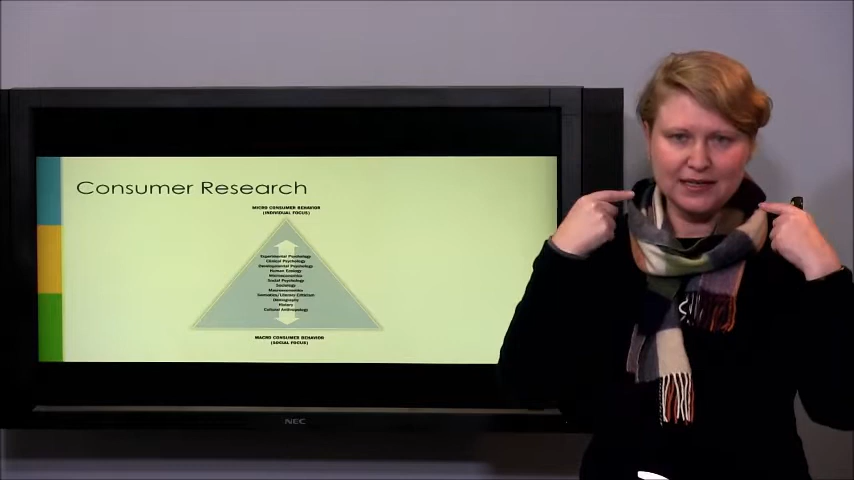 Consumer Research
MICRO CONSUMER BEHAVIOR
(INDIVIDUAL FOCUS)
Experimental Psychology
Clinical Psychology
Developmental Psychology
Human Ecology
Microeconomics
Social Psychology
Sociology
Macroeconomics
Semiotics/Literary Criticism
Demography
History
Cultural Anthropology
MACRO CONSUMER BEHAVIOR
(SOCIAL FOCUS)
NEC